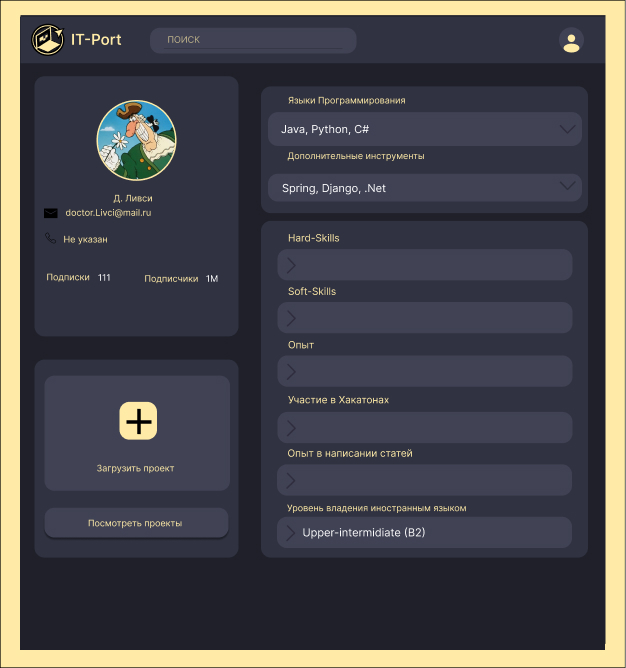 IT-Port
ПОИСК
Д. Ливси
doctor.Livci@mail.ru
Не указан
Подписки 111
Подписчики 1М
Загрузить проект
Посмотреть проекты
Языки Программирования
Java, Python, C#
Дополнительные инструменты
Spring, Django, .Net
Hard-Skills
Soft-Skills
Опыт
Участие в Хакатонах
Опыт в написании статей
Уровень владения иностранным языком
Upper-intermidiate (B2)